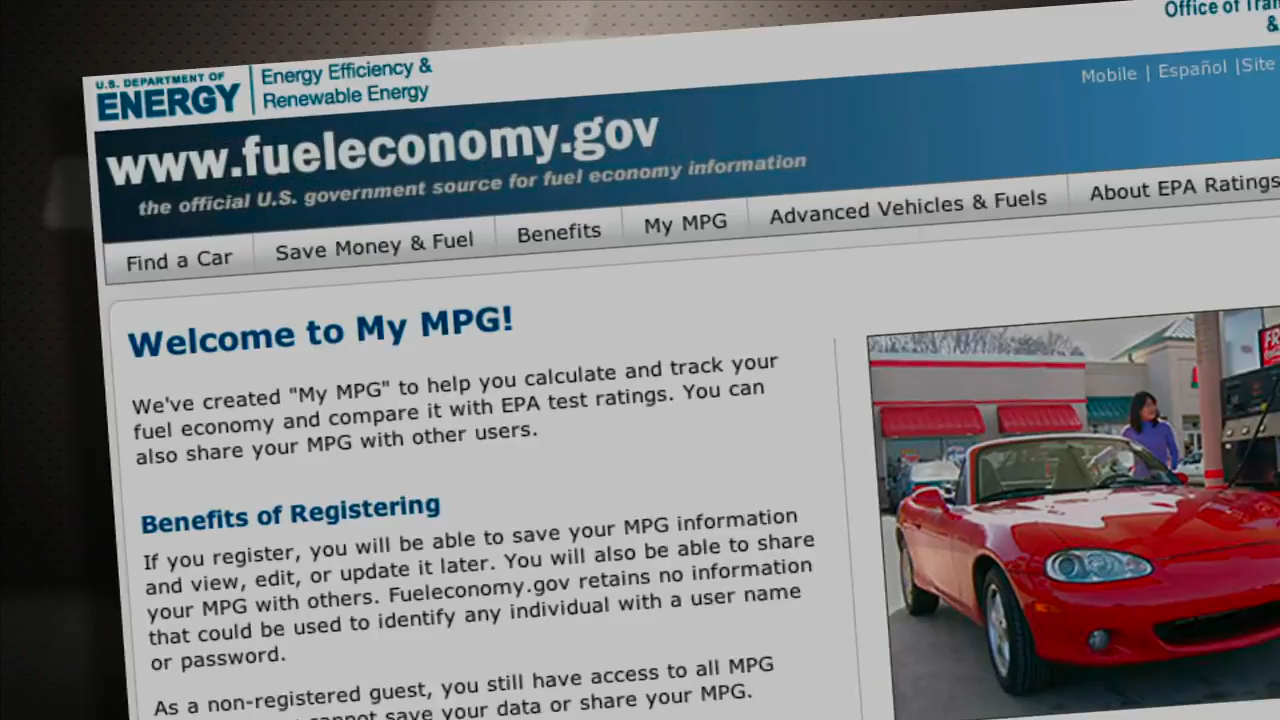 U.S. DEPARTMENT OF
ENERGY
Energy Efficiency &
Renewable Energy
Office of
&
www.fueleconomy.gov
the official U.S. government source for fuel economy information
Mobile | Español |Site
Find a Car
Save Money & Fuel
Benefits
My MPG
Advanced Vehicles & Fuels
About EPA Ratings
Welcome to My MPG!
We've created "My MPG" to help you calculate and track your
fuel economy and compare it with EPA test ratings. You can
also share your MPG with other users.
Benefits of Registering
If you register, you will be able to save your MPG information
and view, edit, or update it later. You will also be able to share
your MPG with others. Fueleconomy.gov retains no information
that could be used to identify any individual with a user name
or password.
As a non-registered guest, you still have access to all MPG
cannot save your data or share your MPG.